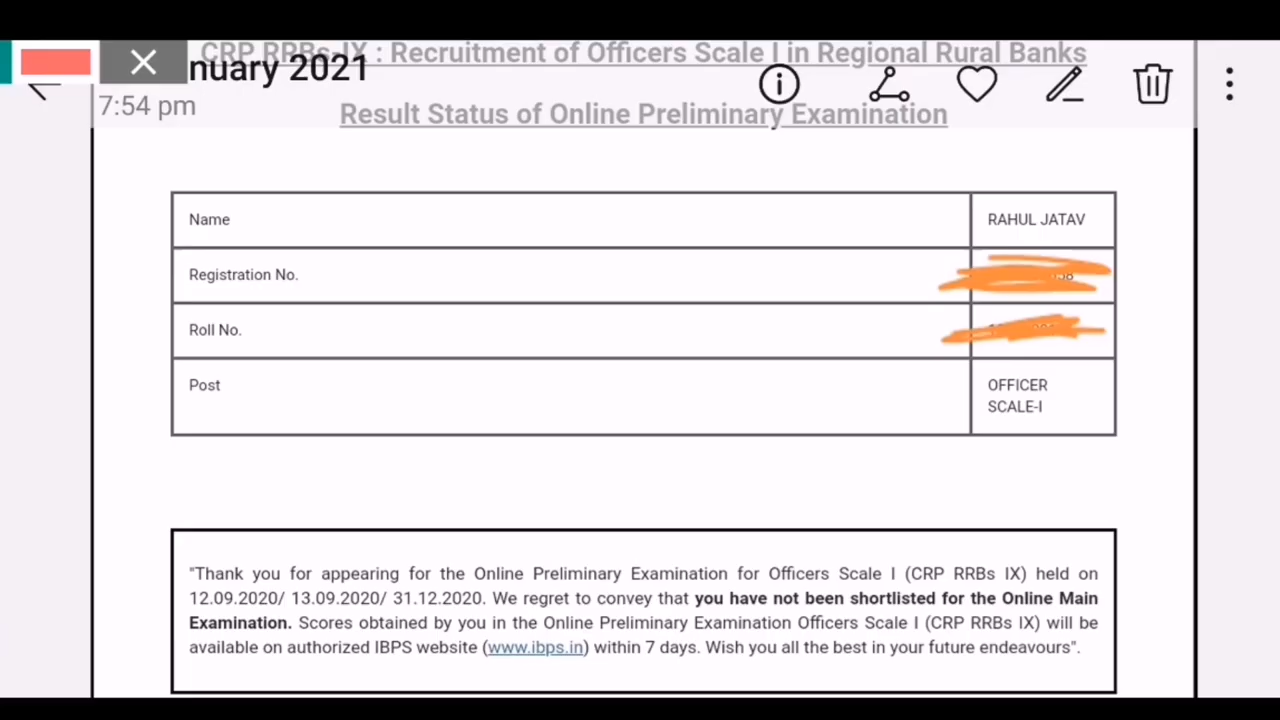 CRP RRBs-IX : Recruitment of Officers Scale I in Regional Rural Banks
nuary 2021
7:54 pm
Result Status of Online Preliminary Examination
Name RAHUL JATAV
Registration No.
Roll No.
Post OFFICER
SCALE-I
"Thank you for appearing for the Online Preliminary Examination for Officers Scale I (CRP RRBs IX) held on
12.09.2020/ 13.09.2020/ 31.12.2020. We regret to convey that you have not been shortlisted for the Online Main
Examination. Scores obtained by you in the Online Preliminary Examination Officers Scale I (CRP RRBs IX) will be
available on authorized IBPS website (www.ibps.in) within 7 days. Wish you all the best in your future endeavours".